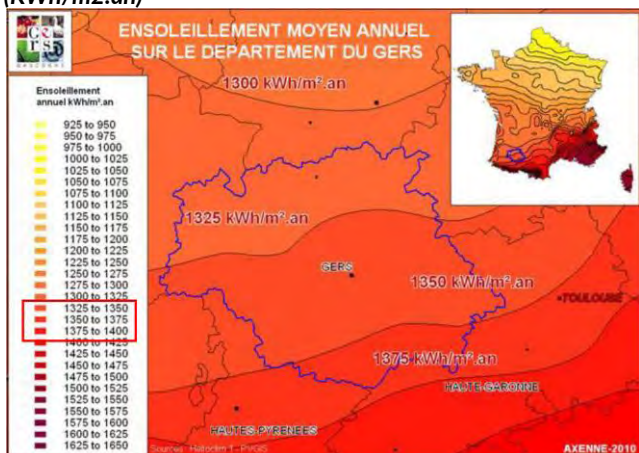 (KWh/m2.an)
Gers
GASCOGNE
ENSOLEILLEMENT MOYEN ANNUEL
SUR LE DEPARTEMENT DU GERS
1300 kWh/m².an
Ensoleillement
annuel kWh/m².an
925 to 950
950 to 975
975 to 1000
1000 to 1025
1025 to 1050
1050 to 1075
1075 to 1100
1100 to 1125
1125 to 1150
1150 to 1175
1175 to 1200
1200 to 1225
1225 to 1250
1250 to 1275
1275 to 1300
1300 to 1325
1325 to 1350
1350 to 1375
1375 to 1400
1400 to 1425
1425 to 1450
1450 to 1475
1475 to 1500
1500 to 1525
1525 to 1550
1550 to 1575
1575 to 1600
1600 to 1625
1625 to 1650
1325 kWh/m².an
GERS
1350 kWh/m².an
TOULOUSE
1375 kWh/m².an
HAUTE-GARONNE
HAUTES-PYRENEES
Sources : Helioclim 1 - PVGIS
AXENNE-2010